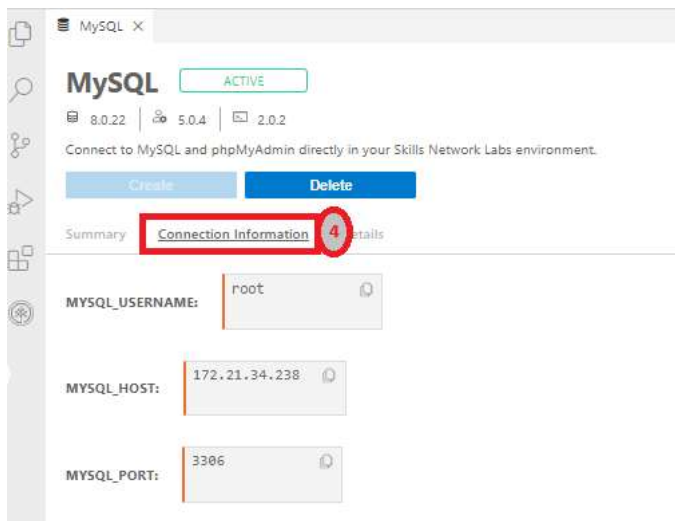 MySQL
MySQL ACTIVE
8.0.22 5.0.4 2.0.2
Connect to MySQL and phpMyAdmin directly in your Skills Network Labs environment.
Create Delete
Summary Connection Information 4 etails
MYSQL_USERNAME: root
MYSQL_HOST: 172.21.34.238
MYSQL_PORT: 3306